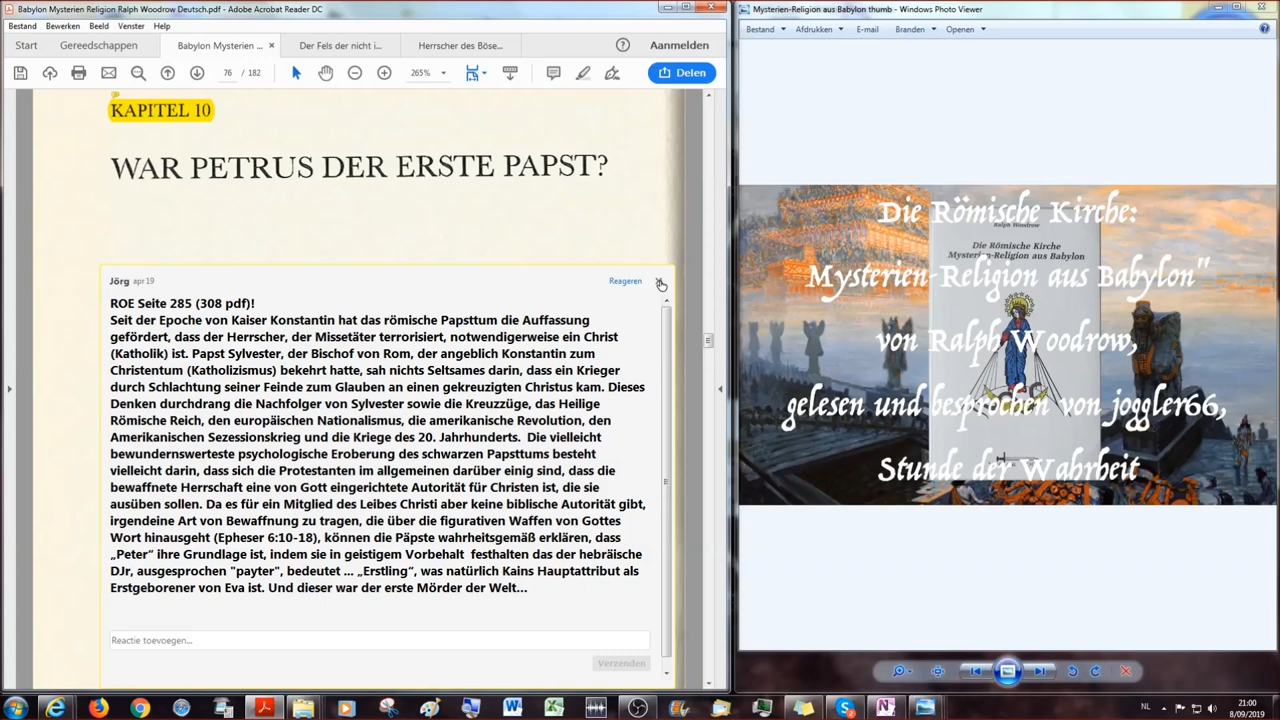 Babylon Mysterien Religion Ralph Woodrow Deutsch.pdf - Adobe Acrobat Reader DC
Bestand Bewerken Beeld Venster Help
Start Gereedschappen Babylon Mysterien ... × Der Fels der nicht i... Herrscher des Böse... Aanmelden
76 / 182 265% Delen
KAPITEL 10
WAR PETRUS DER ERSTE PAPST?
Jörg apr 19 Reageren
ROE Seite 285 (308 pdf)!
Seit der Epoche von Kaiser Konstantin hat das römische Papsttum die Auffassung
gefördert, dass der Herrscher, der Missetäter terrorisiert, notwendigerweise ein Christ
(Katholik) ist. Papst Sylvester, der Bischof von Rom, der angeblich Konstantin zum
Christentum (Katholizismus) bekehrt hatte, sah nichts Seltsames darin, dass ein Krieger
durch Schlachtung seiner Feinde zum Glauben an einen gekreuzigten Christus kam. Dieses
Denken durchdrang die Nachfolger von Sylvester sowie die Kreuzzüge, das Heilige
Römische Reich, den europäischen Nationalismus, die amerikanische Revolution, den
Amerikanischen Sezessionskrieg und die Kriege des 20. Jahrhunderts. Die vielleicht
bewundernswerteste psychologische Eroberung des schwarzen Papsttums besteht
vielleicht darin, dass sich die Protestanten im allgemeinen darüber einig sind, dass die
bewaffnete Herrschaft eine von Gott eingerichtete Autorität für Christen ist, die sie
ausüben sollen. Da es für ein Mitglied des Leibes Christi aber keine biblische Autorität gibt,
irgendeine Art von Bewaffnung zu tragen, die über die figurativen Waffen von Gottes
Wort hinausgeht (Epheser 6:10-18), können die Päpste wahrheitsgemäß erklären, dass
„Peter“ ihre Grundlage ist, indem sie in geistigem Vorbehalt festhalten das der hebräische
DJr, ausgesprochen "payter", bedeutet ... „Erstling“, was natürlich Kains Hauptattribut als
Erstgeborener von Eva ist. Und dieser war der erste Mörder der Welt...
Reactie toevoegen...
Verzenden
Mysterien-Religion aus Babylon thumb - Windows Photo Viewer
Bestand Afdrukken E-mail Branden Openen
Die Römische Kirche:
Ralph Woodrow
Die Römische Kirche
Mysterien-Religion aus Babylon
Mysterien-Religion aus Babylon"
von Ralph Woodrow,
gelesen und besprochen von joggler66,
Stunde der Wahrheit
NL 21:00
8/09/2019